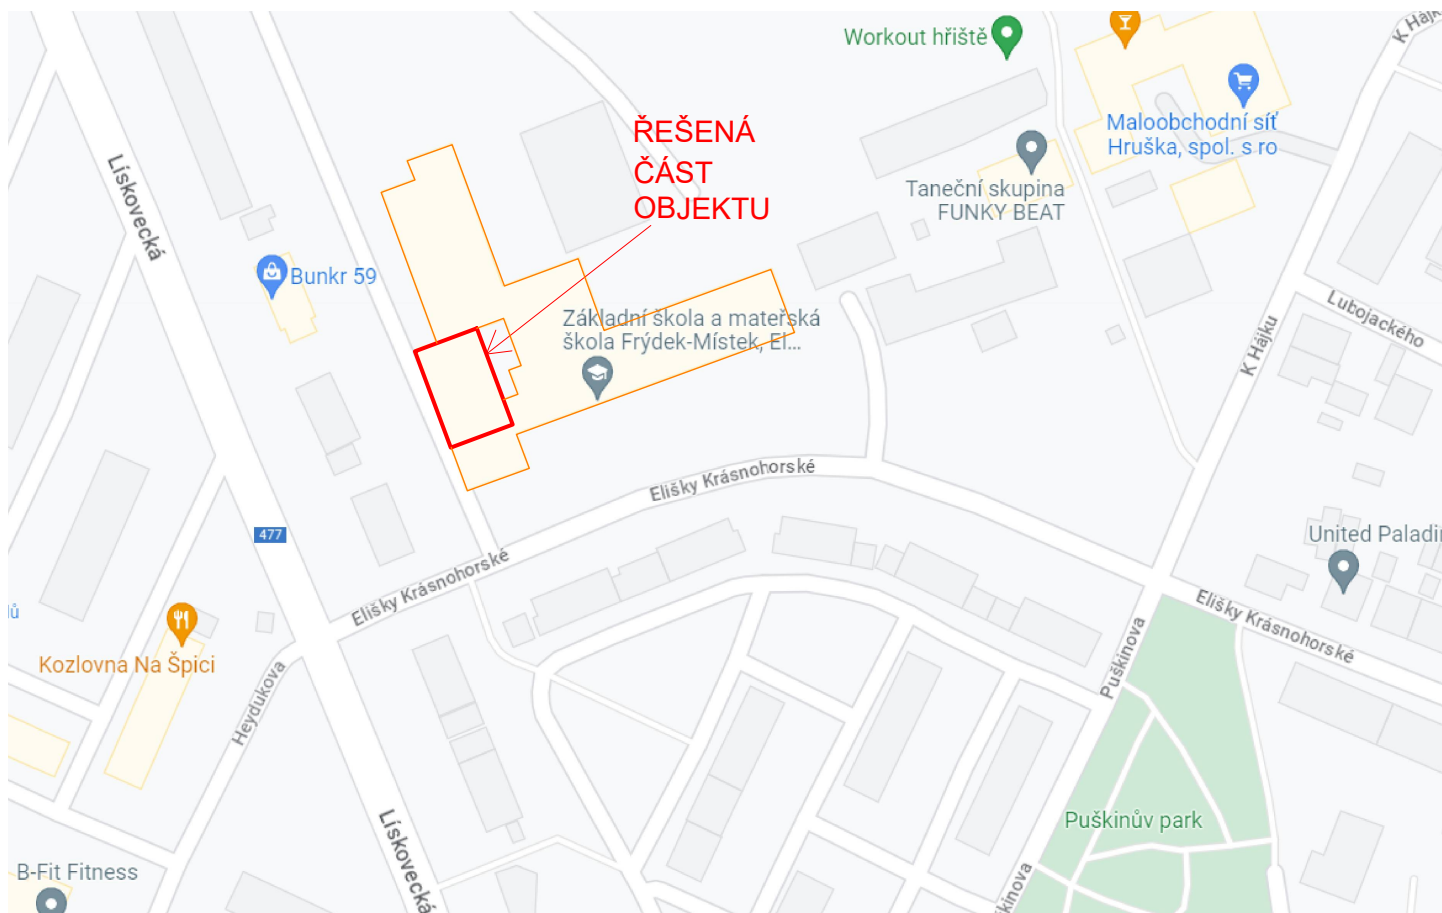 Workout hřiště
K Hájku
ŘEŠENÁ
ČÁST
OBJEKTU
Maloobchodní síť
Hruška, spol. s ro
Lískovecká
Taneční skupina
FUNKY BEAT
Bunkr 59
Základní škola a mateřská
škola Frýdek-Místek, El...
Lubojackého
K Hájku
Elišky Krásnohorské
477
United Paladi
Elišky Krásnohorské
Elišky Krásnohorské
Kozlovna Na Špici
Puškinova
Heydukova
Puškinův park
Lískovecká
B-Fit Fitness